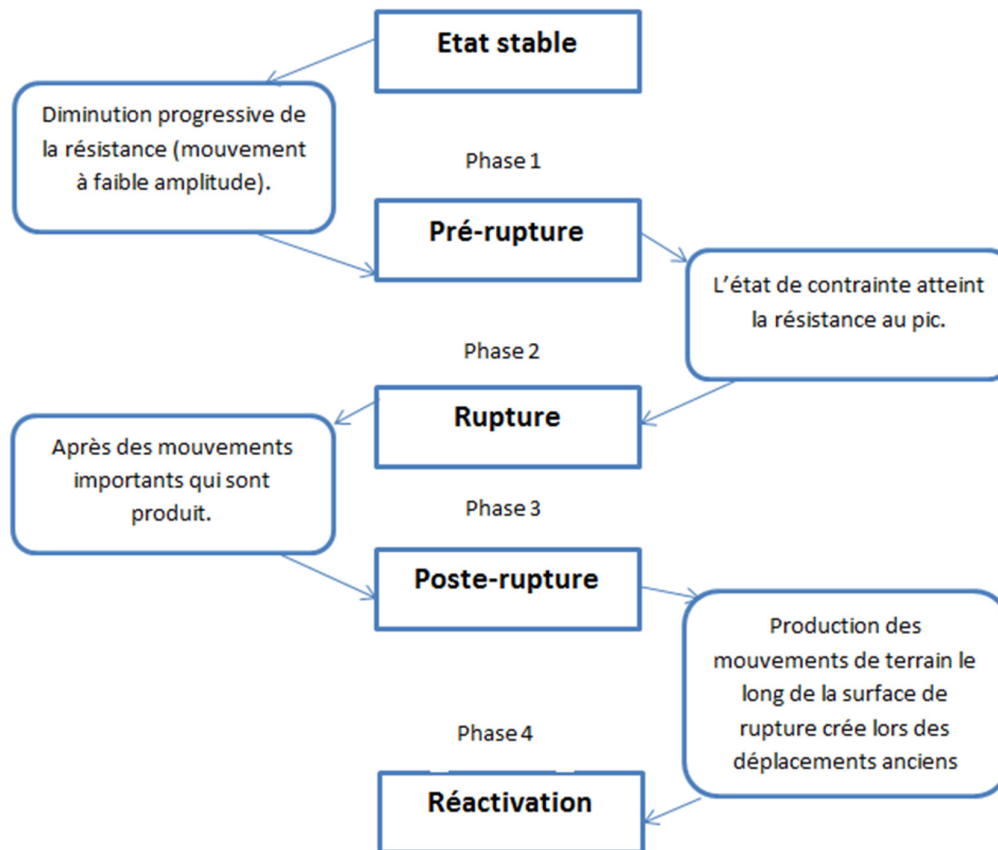 Etat stable
Diminution progressive de
la résistance (mouvement
à faible amplitude).
Phase 1
Pré-rupture
L'état de contrainte atteint
la résistance au pic.
Phase 2
Rupture
Après des mouvements
importants qui sont
produit.
Phase 3
Poste-rupture
Production des
mouvements de terrain le
long de la surface de
rupture crée lors des
déplacements anciens
Phase 4
Réactivation